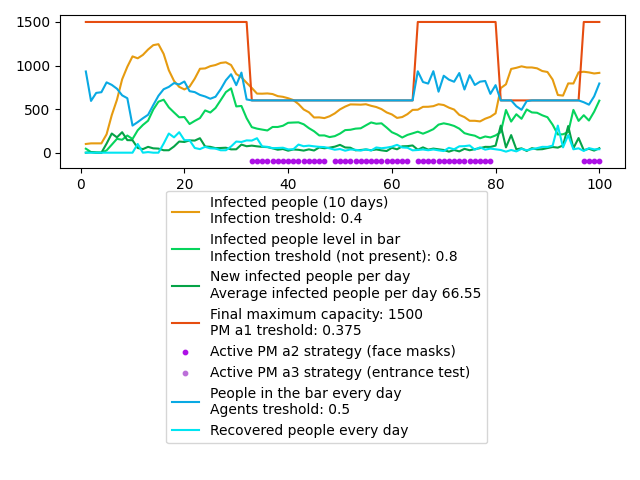 1500
1000
500
0
0 20 40 60 80 100
Infected people (10 days)
Infection treshold: 0.4
Infected people level in bar
Infection treshold (not present): 0.8
New infected people per day
Average infected people per day 66.55
Final maximum capacity: 1500
PM a1 treshold: 0.375
Active PM a2 strategy (face masks)
Active PM a3 strategy (entrance test)
People in the bar every day
Agents treshold: 0.5
Recovered people every day